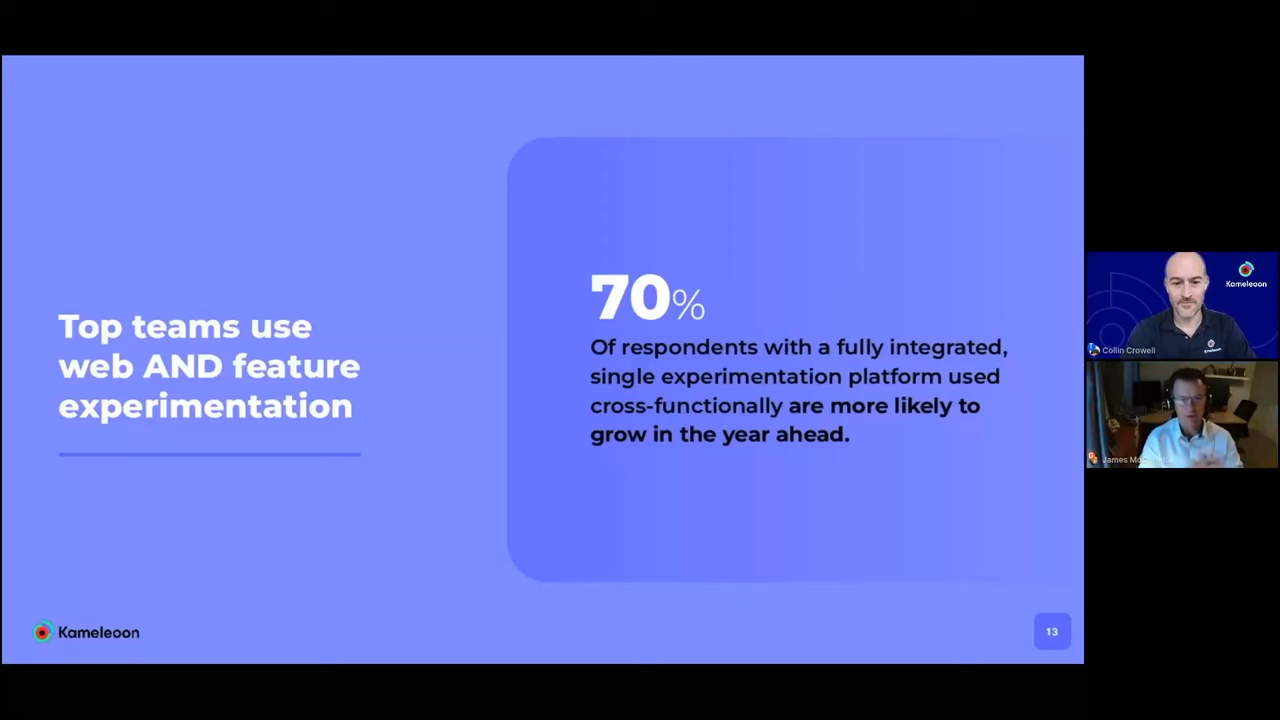 Top teams use
web AND feature
experimentation
70%
Of respondents with a fully integrated,
single experimentation platform used
cross-functionally are more likely to
grow in the year ahead.
Kameleoon
13
Kameleoon
Collin Crowell
James